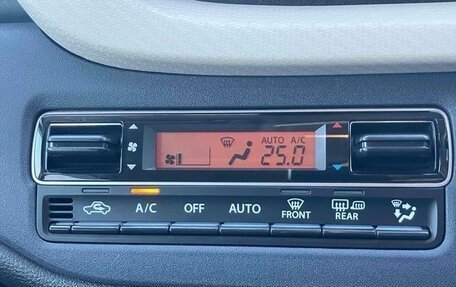 AUTO A/C
25.0
A/C OFF AUTO FRONT REAR